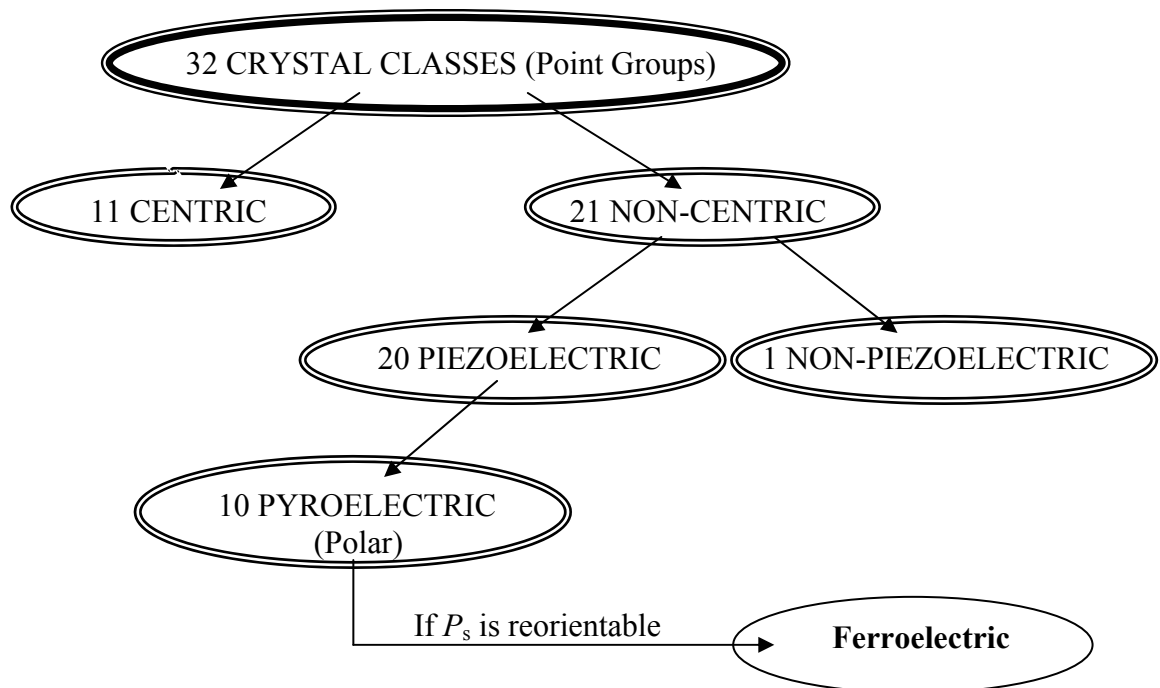 32 CRYSTAL CLASSES (Point Groups)
11 CENTRIC
21 NON-CENTRIC
20 PIEZOELECTRIC
1 NON-PIEZOELECTRIC
10 PYROELECTRIC
(Polar)
If Ps is reorientable
Ferroelectric